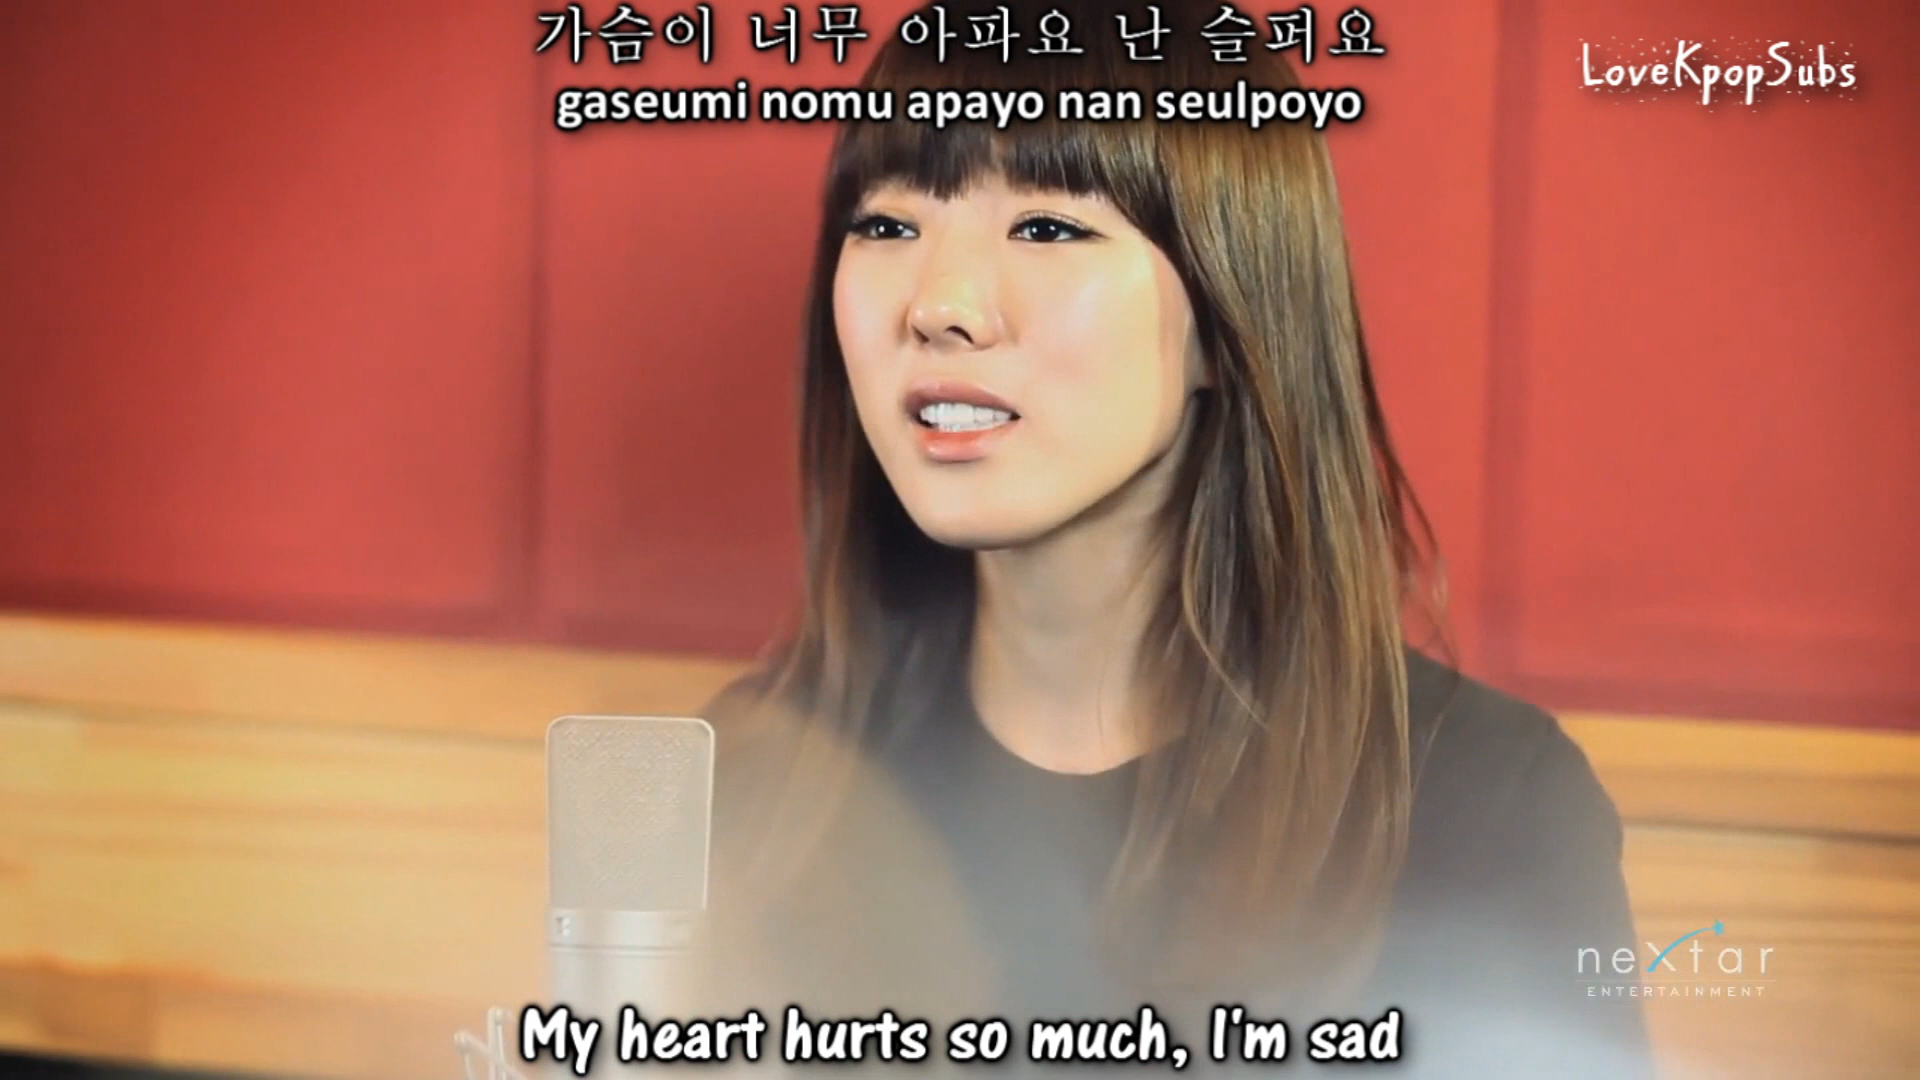 가슴이 너무 아파요 난 슬퍼요
gaseumi nomu apayo nan seulpoyo
LoveKpopSubs
nextar
ENTERTAINMENT
My heart hurts so much, I'm sad